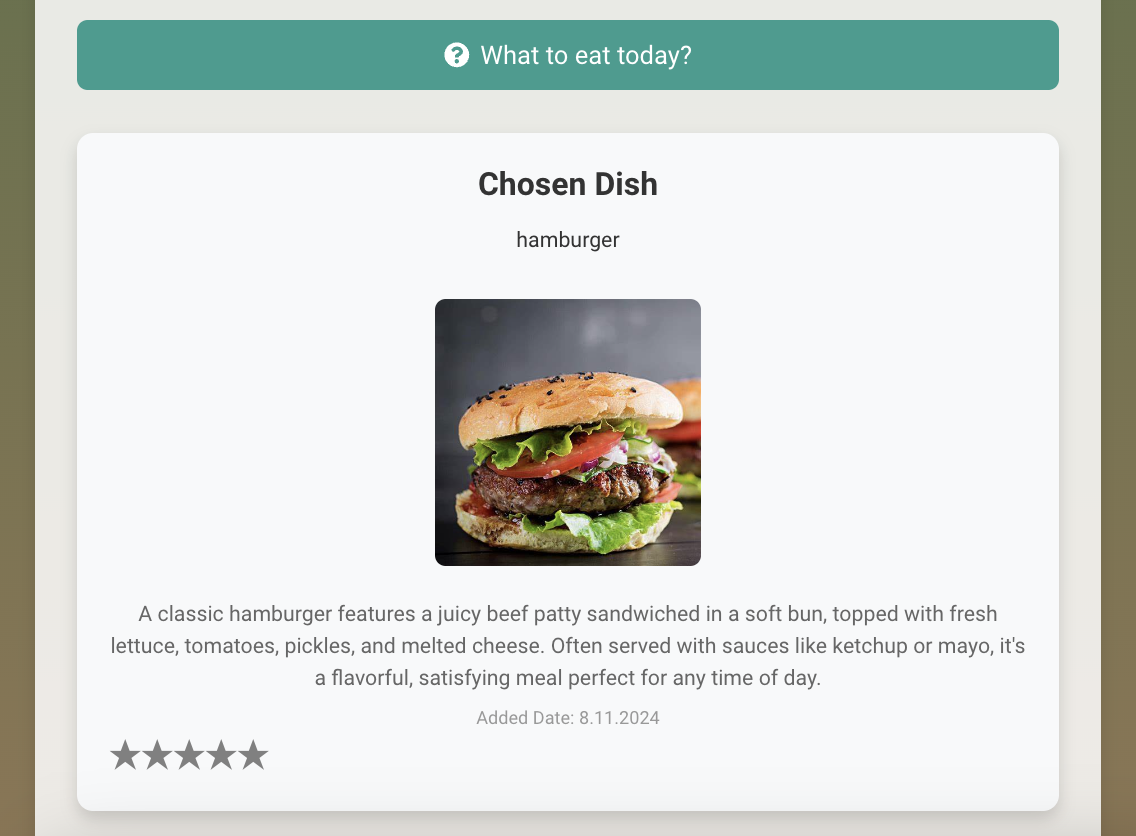 What to eat today?
Chosen Dish
hamburger
A classic hamburger features a juicy beef patty sandwiched in a soft bun, topped with fresh
lettuce, tomatoes, pickles, and melted cheese. Often served with sauces like ketchup or mayo, it's
a flavorful, satisfying meal perfect for any time of day.
Added Date: 8.11.2024